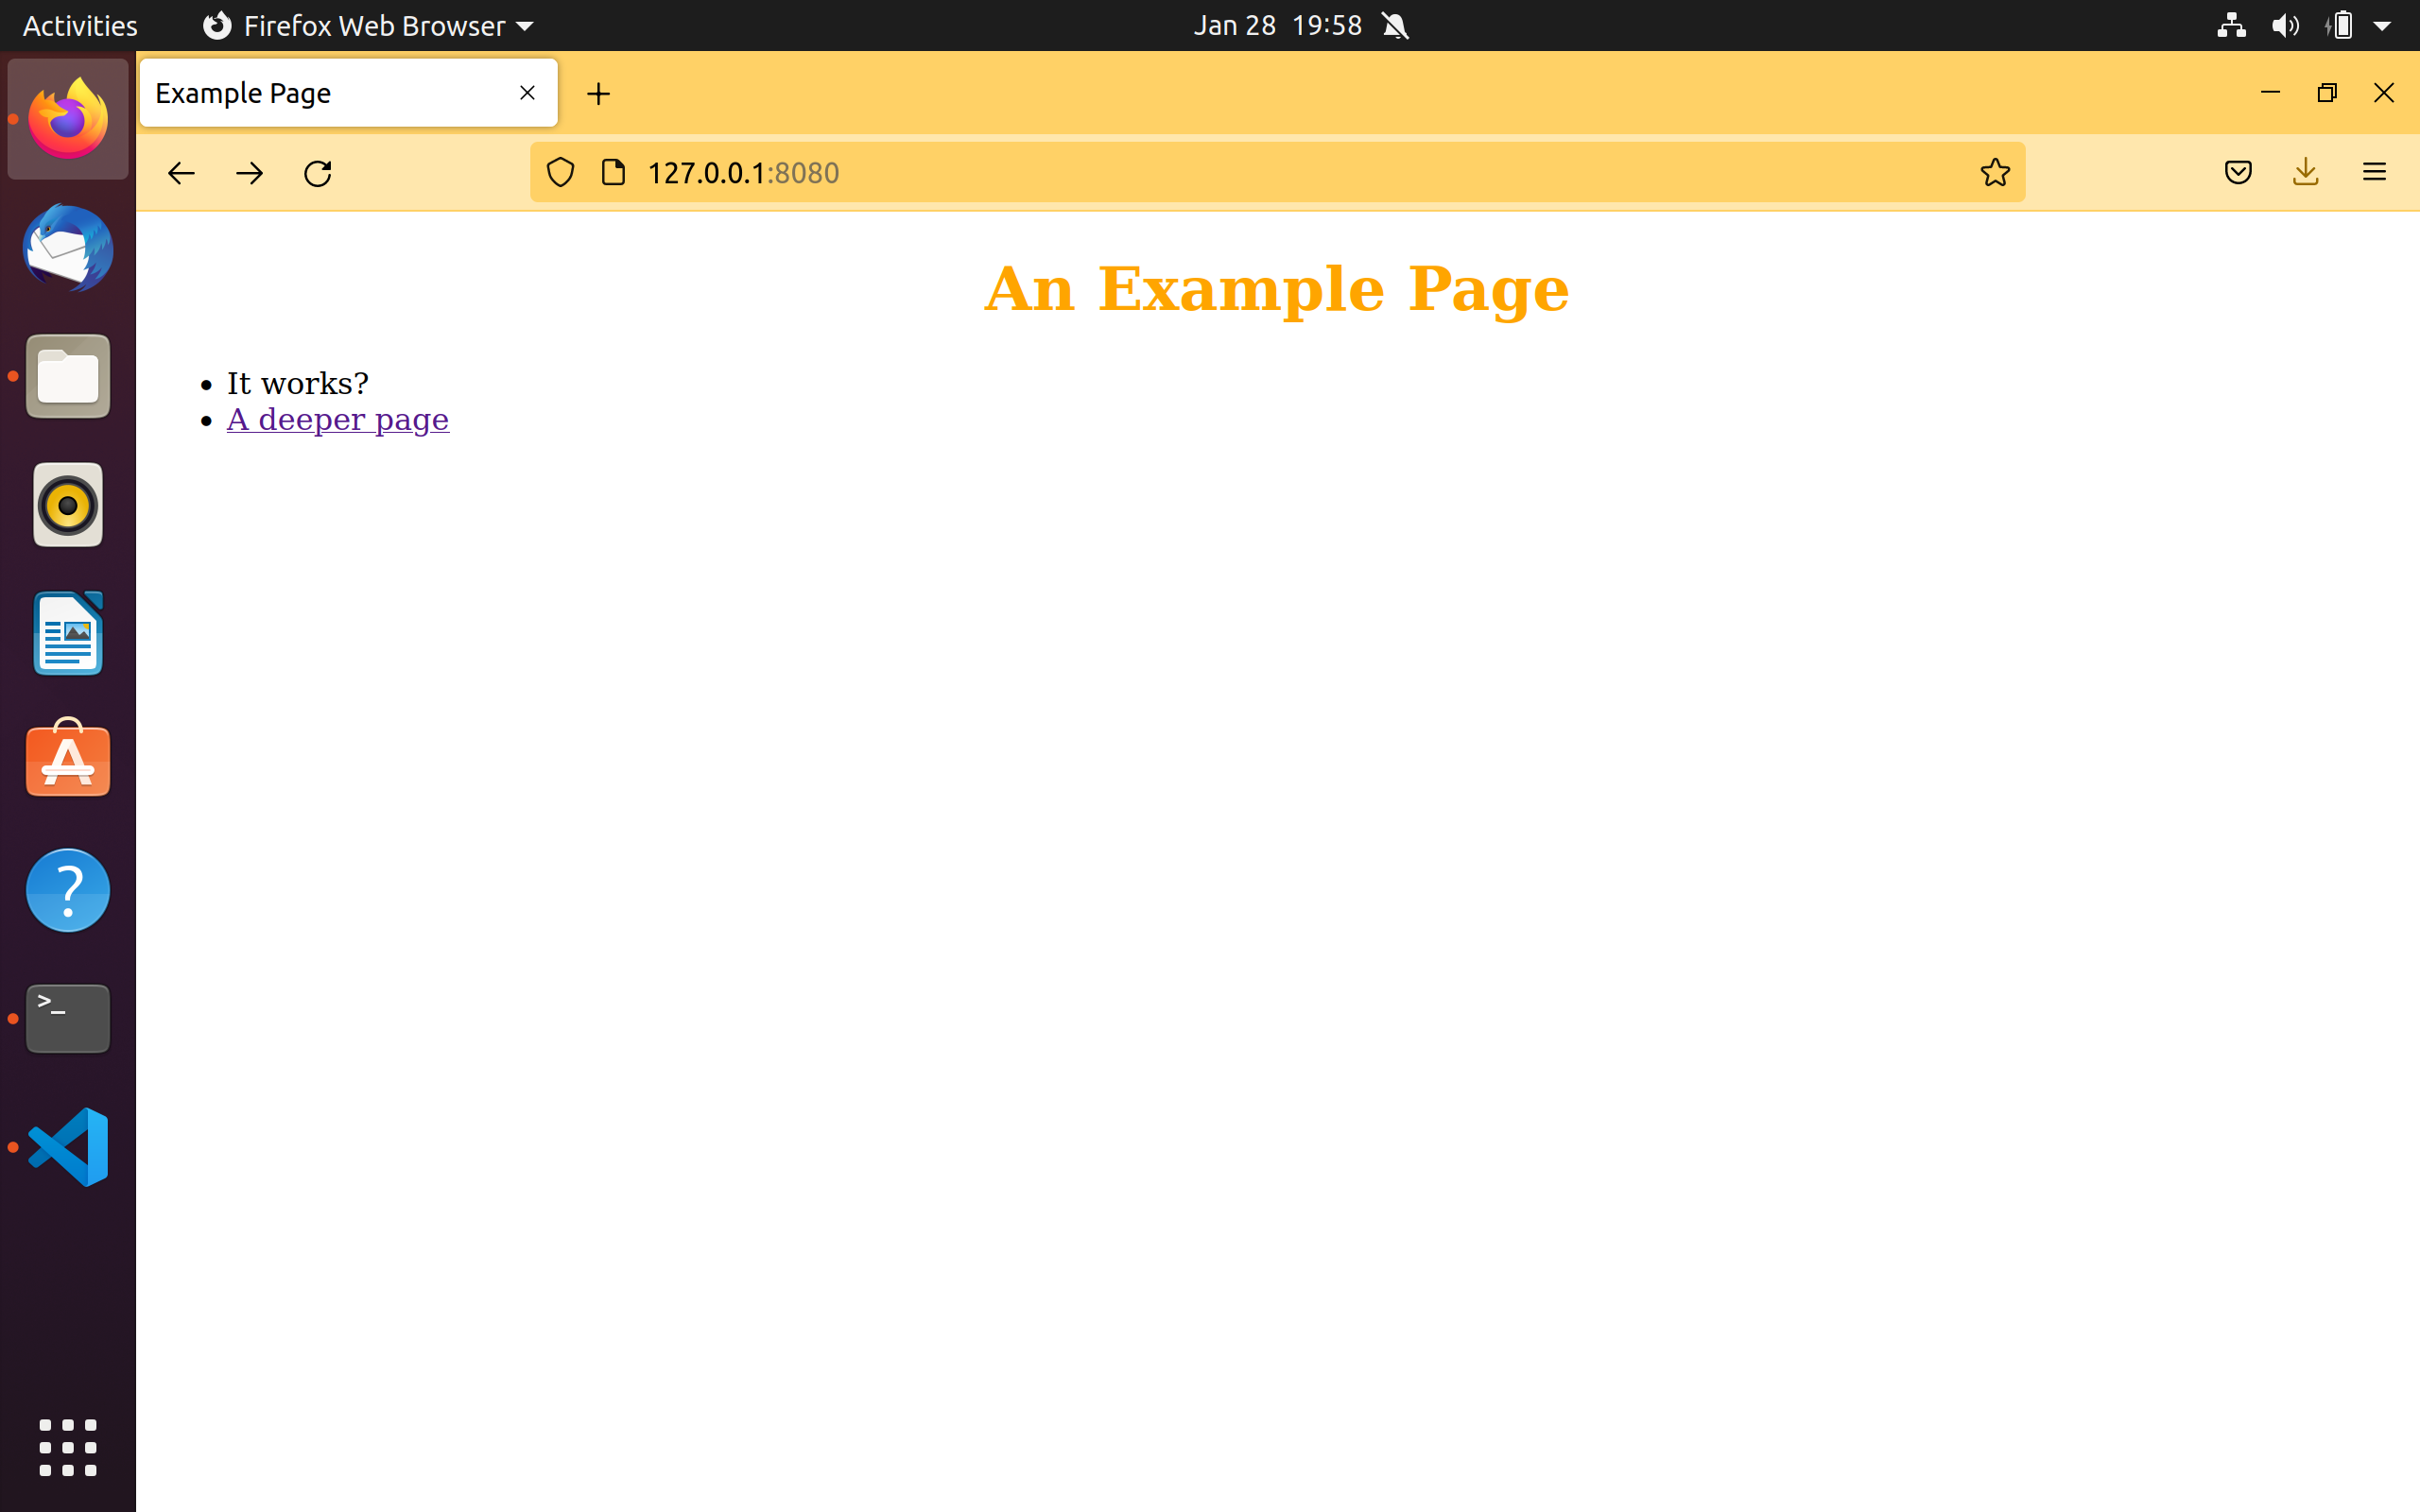 Activities
Firefox Web Browser
Jan 28 19:58
Example Page
127.0.0.1:8080
An Example Page
It works?
A deeper page